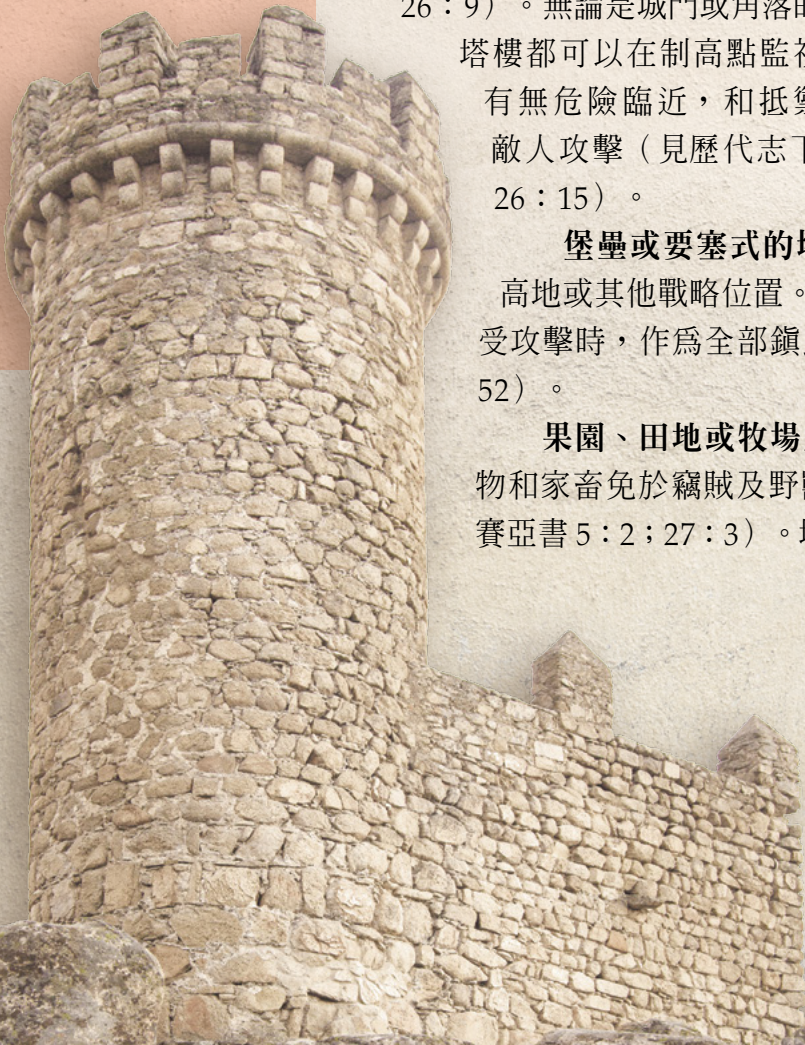 26：9）。無論是城門或角落的
塔樓都可以在制高點監視
有無危險臨近，和抵禦
敵人攻擊（見歷代志下
26：15）。
堡壘或要塞式的
高地或其他戰略位置。
受攻擊時，作爲全部鎮
52）。
果園、田地或牧場
物和家畜免於竊賊及野獸
賽亞書 5：2；27：3）。